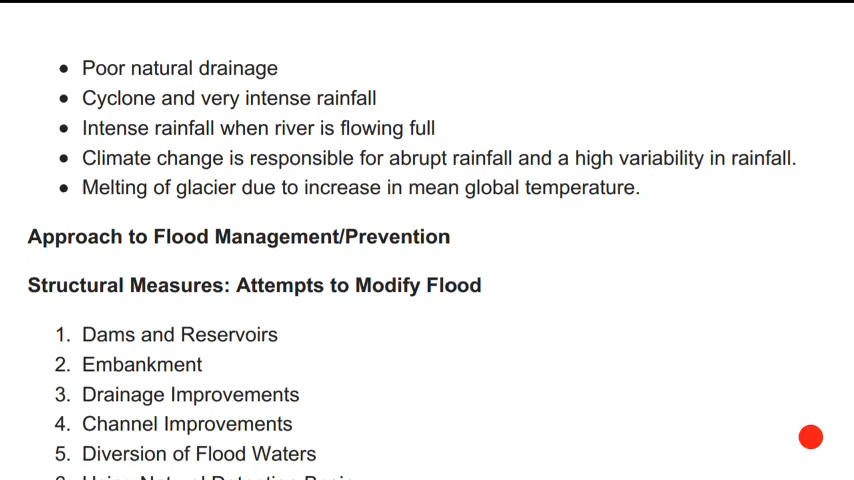 • Poor natural drainage
• Cyclone and very intense rainfall
• Intense rainfall when river is flowing full
• Climate change is responsible for abrupt rainfall and a high variability in rainfall.
• Melting of glacier due to increase in mean global temperature.
Approach to Flood Management/Prevention
Structural Measures: Attempts to Modify Flood
1. Dams and Reservoirs
2. Embankment
3. Drainage Improvements
4. Channel Improvements
5. Diversion of Flood Waters